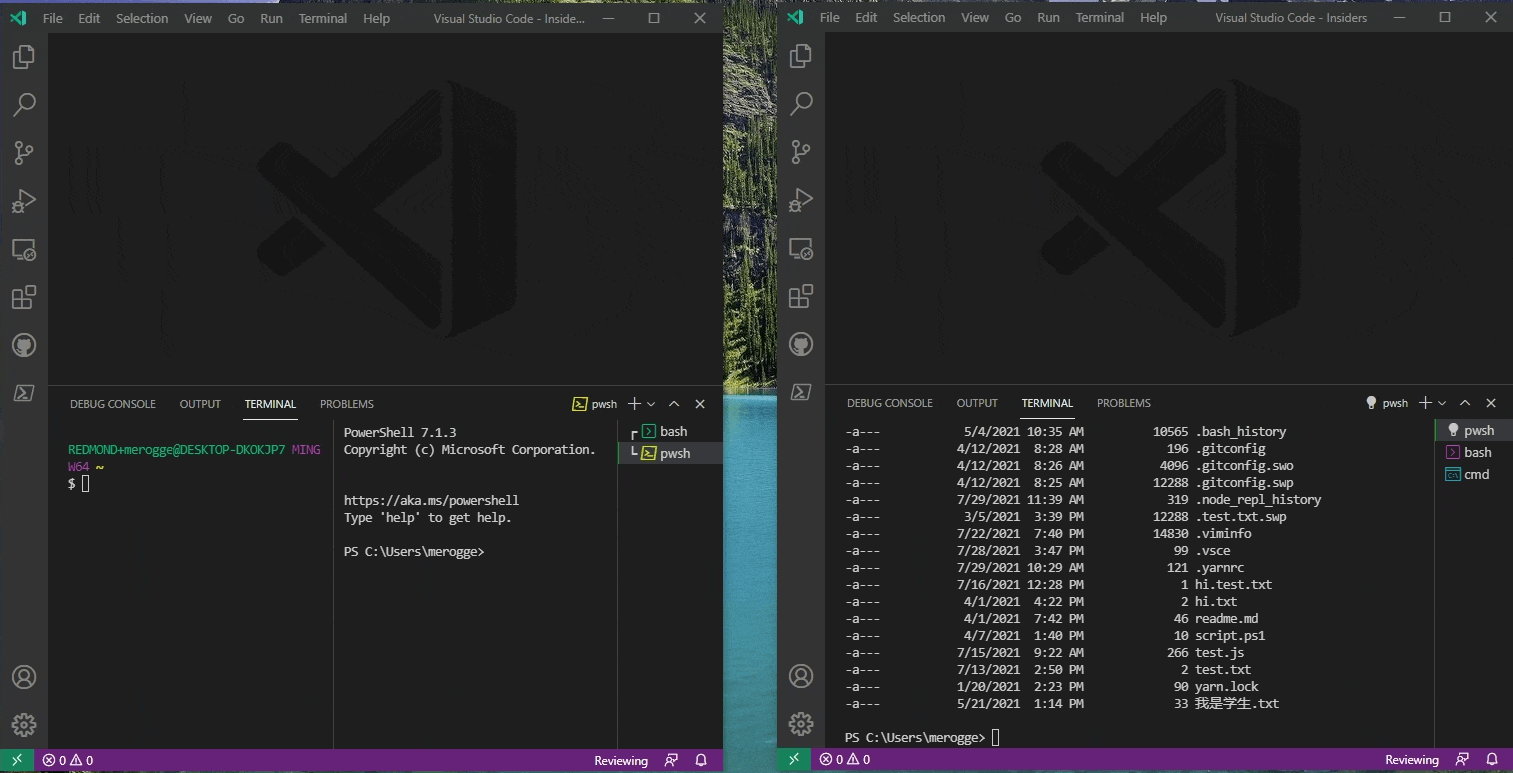 File Edit Selection View Go Run Terminal Help Visual Studio Code - Inside...
DEBUG CONSOLE OUTPUT TERMINAL PROBLEMS pwsh
REDMOND+merogge@DESKTOP-DKOKJP7 MING
W64 ~
$
PowerShell 7.1.3
Copyright (c) Microsoft Corporation.
https://aka.ms/powershell
Type 'help' to get help.
PS C:\Users\merogge>
bash
pwsh
0 0 Reviewing
File Edit Selection View Go Run Terminal Help Visual Studio Code - Insiders
DEBUG CONSOLE OUTPUT TERMINAL PROBLEMS pwsh
-a--- 5/4/2021 10:35 AM 10565 .bash_history
-a--- 4/12/2021 8:28 AM 196 .gitconfig
-a--- 4/12/2021 8:26 AM 4096 .gitconfig.swo
-a--- 4/12/2021 8:25 AM 12288 .gitconfig.swp
-a--- 7/29/2021 11:39 AM 319 .node_repl_history
-a--- 3/5/2021 3:39 PM 12288 .test.txt.swp
-a--- 7/22/2021 7:40 PM 14830 .viminfo
-a--- 7/28/2021 3:47 PM 99 .vsce
-a--- 7/29/2021 10:29 AM 121 .yarnrc
-a--- 7/16/2021 12:28 PM 1 hi.test.txt
-a--- 4/1/2021 4:22 PM 2 hi.txt
-a--- 4/1/2021 7:42 PM 46 readme.md
-a--- 4/7/2021 1:40 PM 10 script.ps1
-a--- 7/15/2021 9:22 AM 266 test.js
-a--- 7/13/2021 2:50 PM 2 test.txt
-a--- 1/20/2021 2:23 PM 90 yarn.lock
-a--- 5/21/2021 1:14 PM 33 我是学生.txt
PS C:\Users\merogge>
pwsh
bash
cmd
0 0 Reviewing